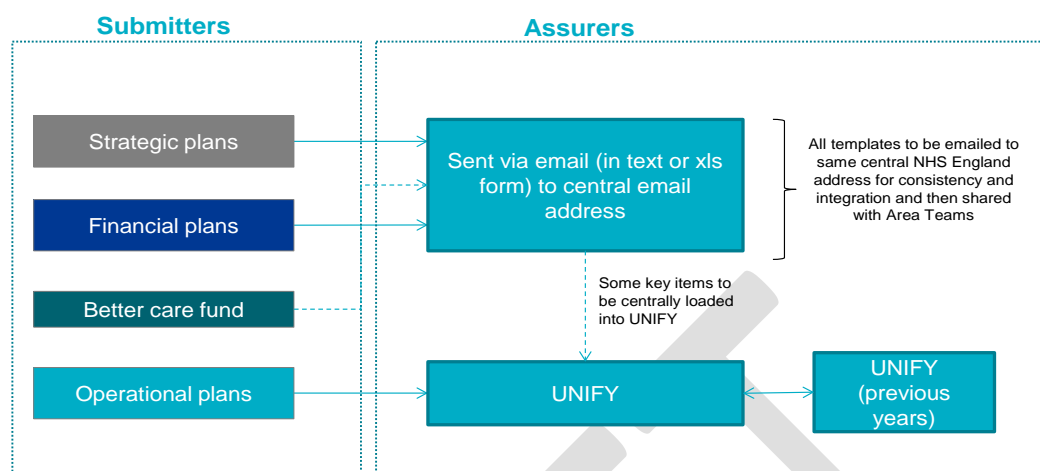 Submitters
Assurers
Strategic plans
Financial plans
Better care fund
Operational plans
Sent via email (in text or xls
form) to central email
address
All templates to be emailed to
same central NHS England
address for consistency and
integration and then shared
with Area Teams
Some key items to
be centrally loaded
into UNIFY
UNIFY
UNIFY
(previous
years)